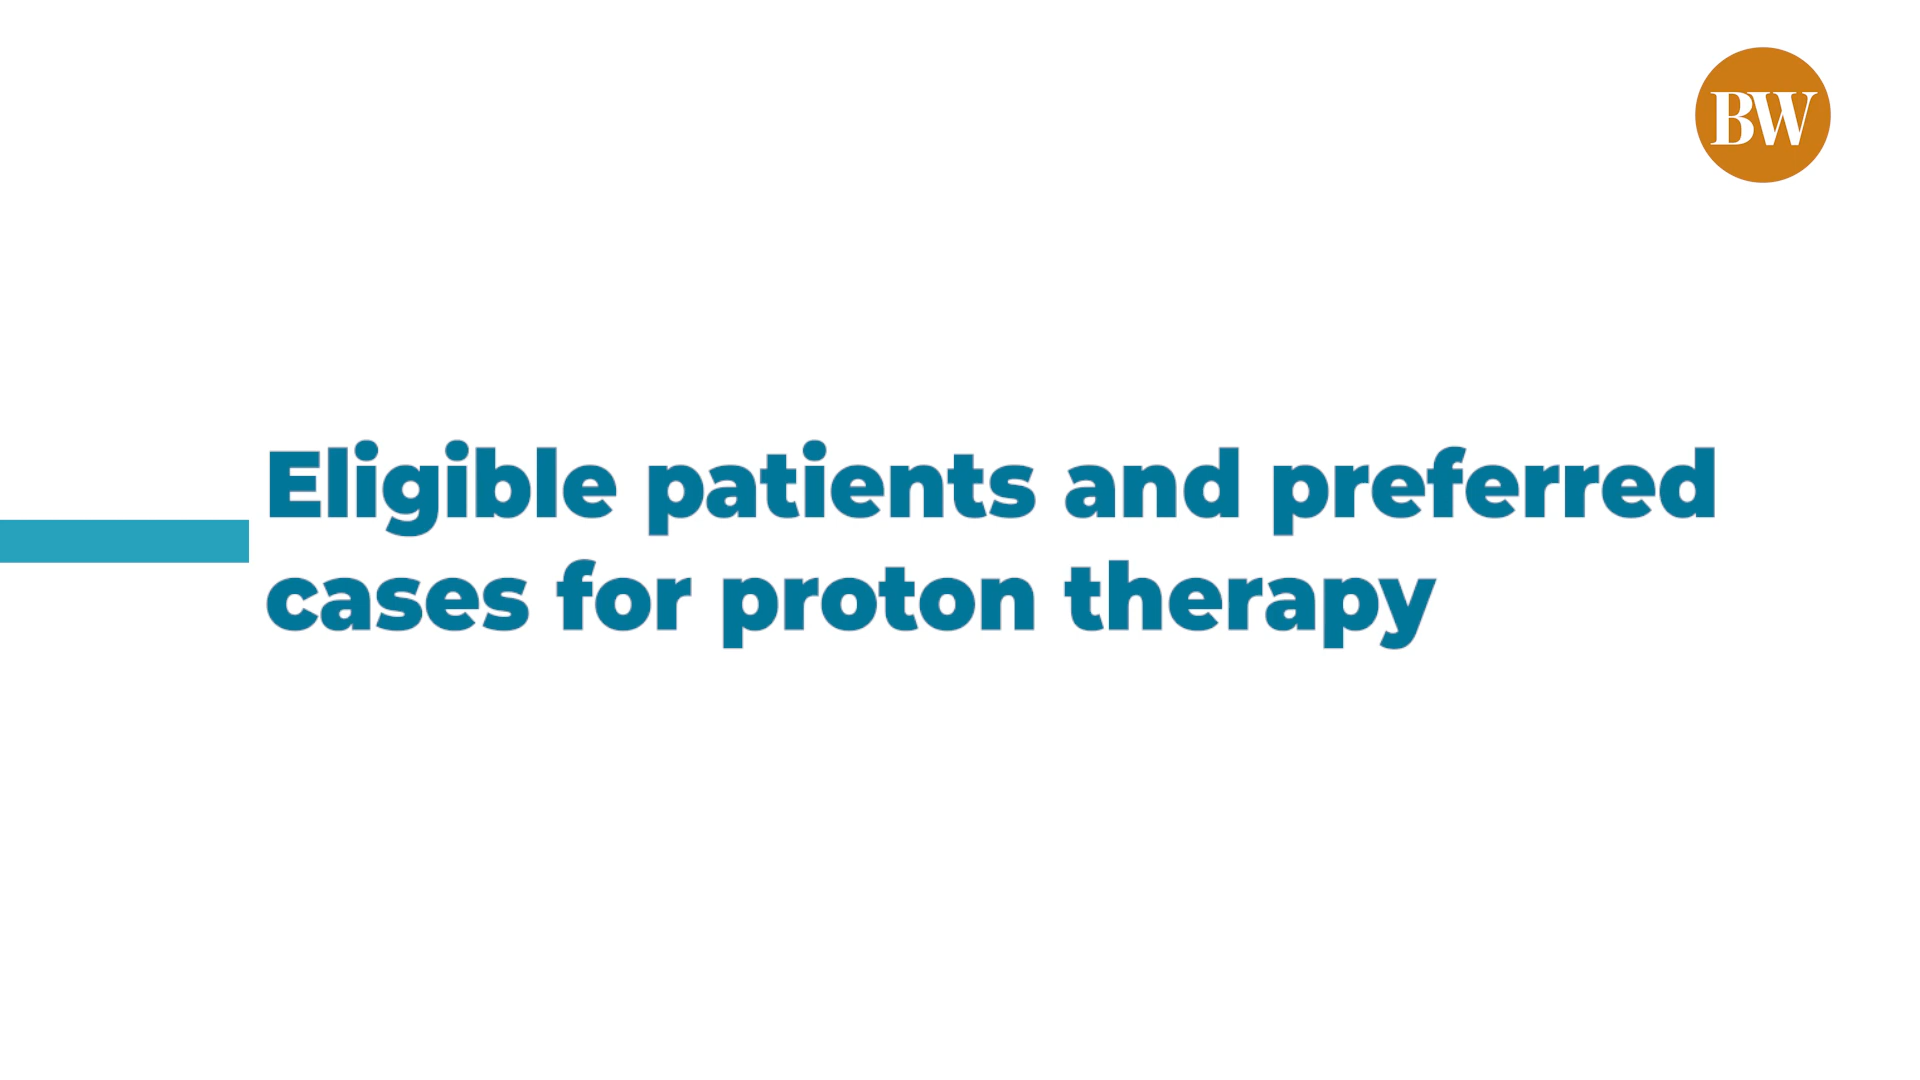 BW
Eligible patients and preferred
cases for proton therapy